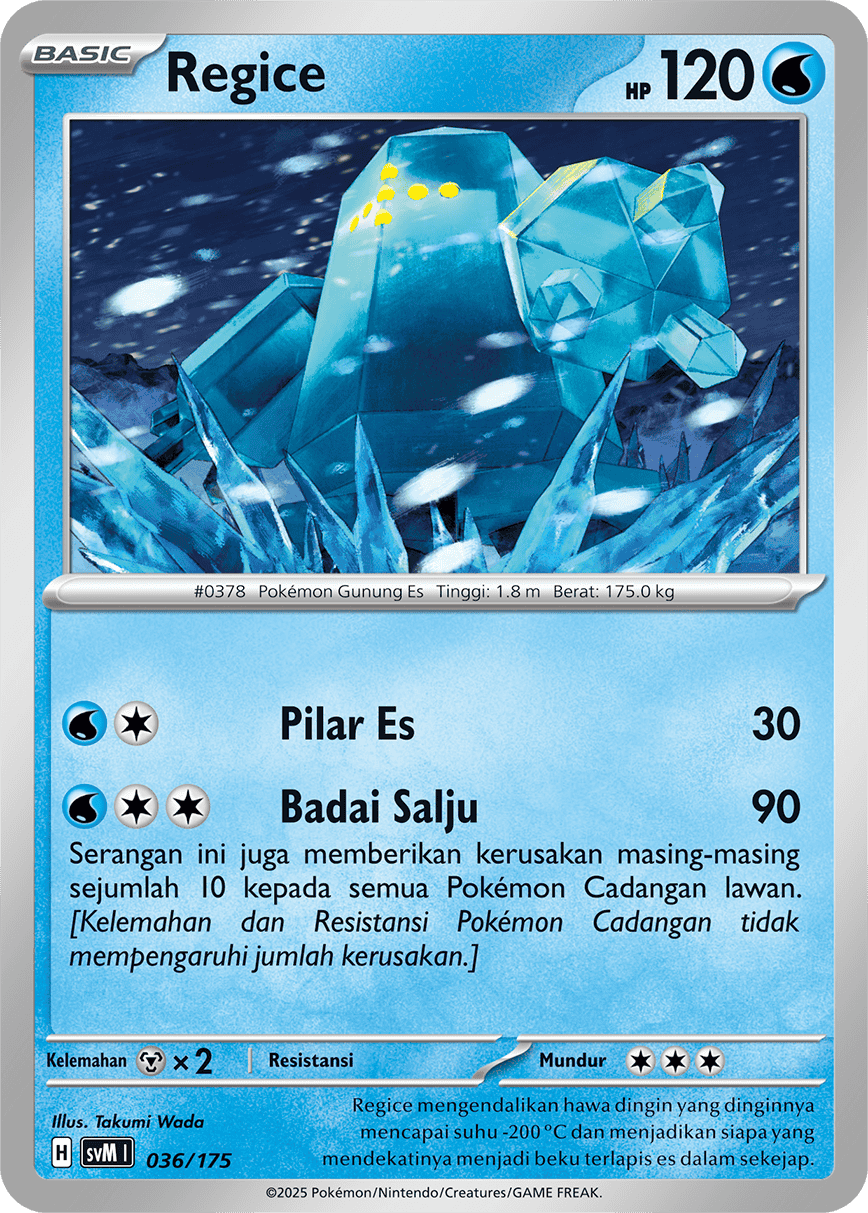 BASIC
Regice
HP 120
#0378 Pokémon Gunung Es Tinggi: 1.8 m Berat: 175.0 kg
Pilar Es 30
Badai Salju 90
Serangan ini juga memberikan kerusakan masing-masing
sejumlah 10 kepada semua Pokémon Cadangan lawan.
[Kelemahan dan Resistansi Pokémon Cadangan tidak
mempengaruhi jumlah kerusakan.]
Kelemahan ×2 Resistansi Mundur
Illus. Takumi Wada
Regice mengendalikan hawa dingin yang dinginnya
mencapai suhu -200 °C dan menjadikan siapa yang
mendekatinya menjadi beku terlapis es dalam sekejap.
H svM I 036/175
©2025 Pokémon/Nintendo/Creatures/GAME FREAK.